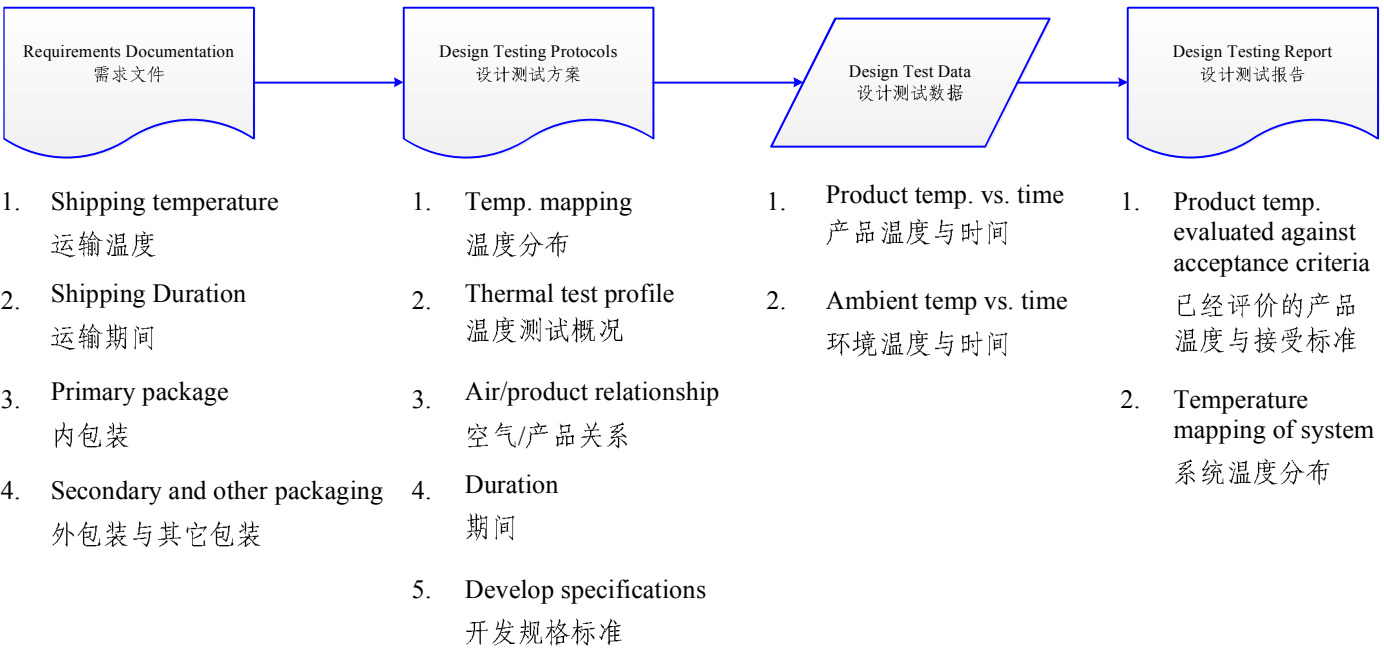 Requirements Documentation
需求文件
Design Testing Protocols
设计测试方案
Design Test Data
设计测试数据
Design Testing Report
设计测试报告
1. Shipping temperature
运输温度
2. Shipping Duration
运输期间
3. Primary package
内包装
4. Secondary and other packaging
外包装与其它包装
1. Temp. mapping
温度分布
2. Thermal test profile
温度测试概况
3. Air/product relationship
空气/产品关系
4. Duration
期间
5. Develop specifications
开发规格标准
1. Product temp. vs. time
产品温度与时间
2. Ambient temp vs. time
环境温度与时间
1. Product temp.
evaluated against
acceptance criteria
已经评价的产品
温度与接受标准
2. Temperature
mapping of system
系统温度分布